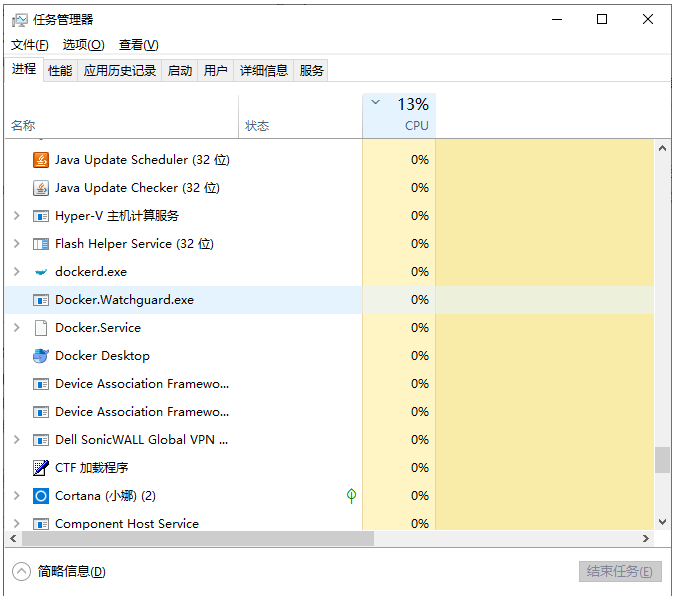 任务管理器
文件(F) 选项(O) 查看(V)
进程 性能 应用历史记录 启动 用户 详细信息 服务
13%
名称 状态 CPU
Java Update Scheduler (32 位) 0%
Java Update Checker (32 位) 0%
Hyper-V 主机计算服务 0%
Flash Helper Service (32 位) 0%
dockerd.exe 0%
Docker.Watchguard.exe 0%
Docker.Service 0%
Docker Desktop 0%
Device Association Framewo... 0%
Device Association Framewo... 0%
Dell SonicWALL Global VPN ... 0%
CTF 加载程序 0%
Cortana (小娜) (2) 0%
Component Host Service 0%
简略信息(D) 结束任务(E)